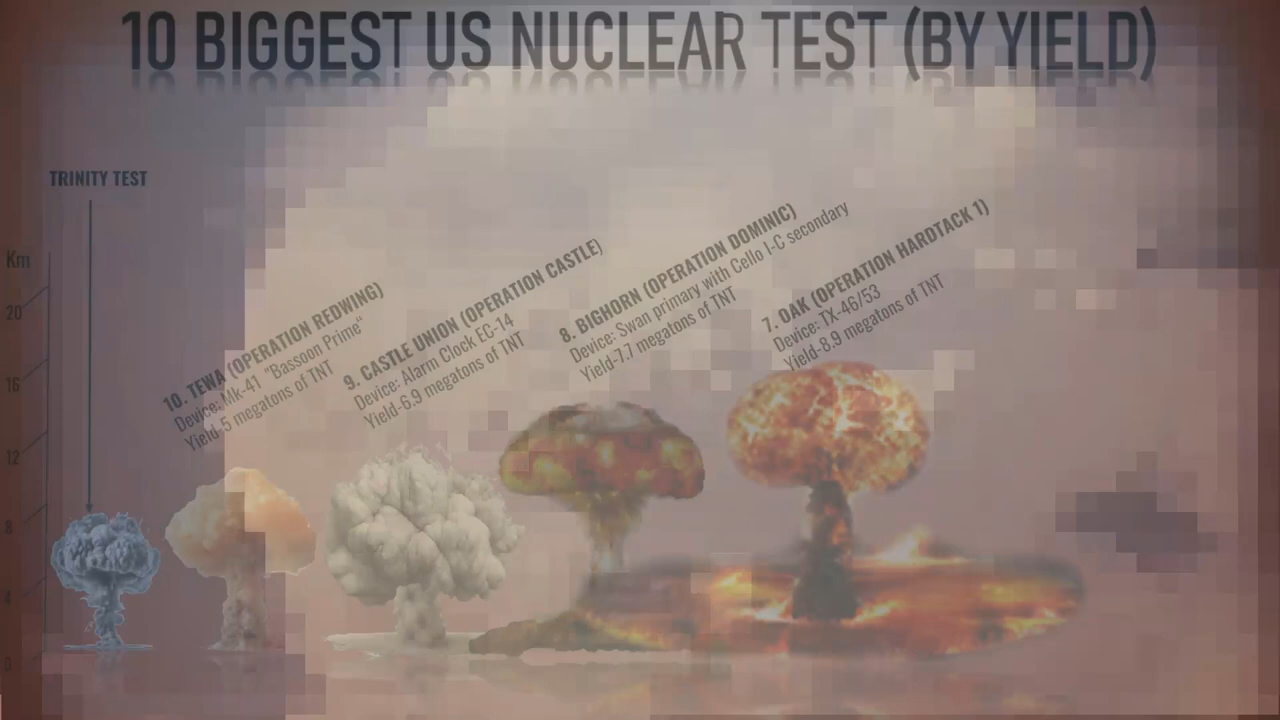 10 BIGGEST US NUCLEAR TEST (BY YIELD)
TRINITY TEST
Km
20
16
12
8
4
0
10. TEWA (OPERATION REDWING)
Device: Mk-41 "Bassoon Prime"
Yield-5 megatons of TNT
9. CASTLE UNION (OPERATION CASTLE)
Device: Alarm Clock EC-14
Yield-6.9 megatons of TNT
8. BIGHORN (OPERATION DOMINIC)
Device: Swan primary with Cello I-C secondary
Yield-7.7 megatons of TNT
7. OAK (OPERATION HARDTACK 1)
Device: TX-46/53
Yield-8.9 megatons of TNT